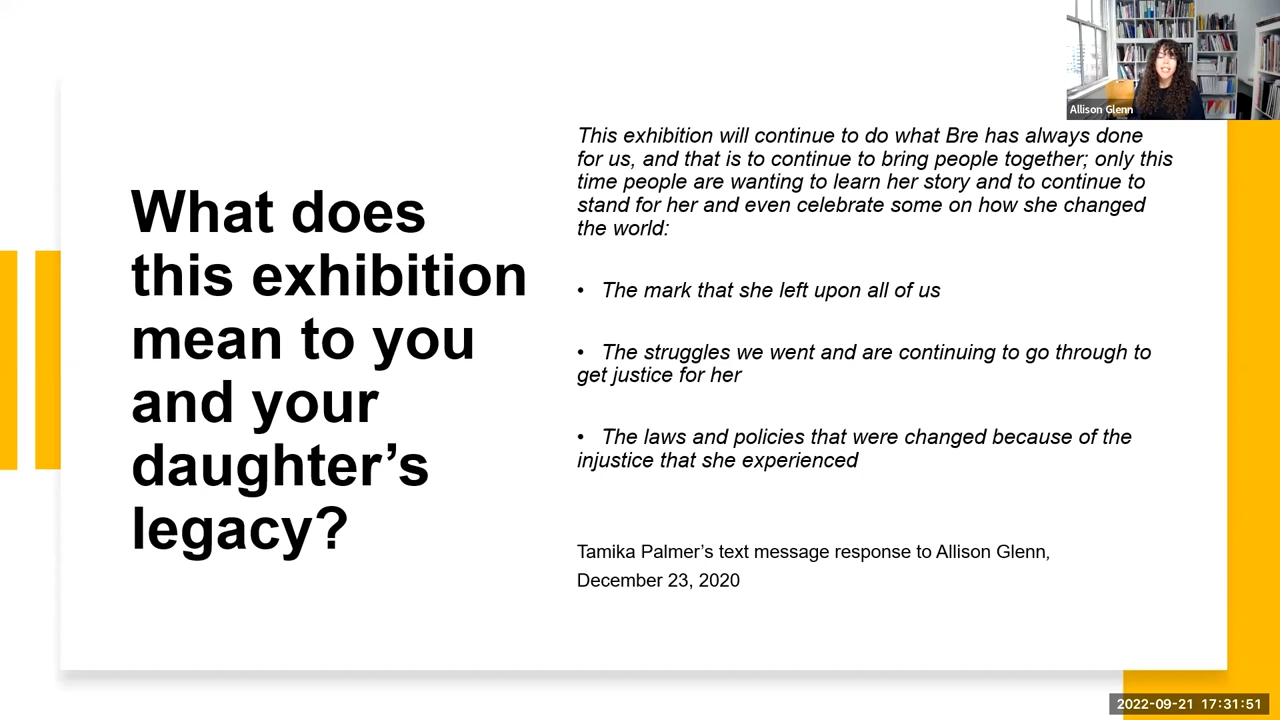 Allison Glenn
What does
this exhibition
mean to you
and your
daughter’s
legacy?
This exhibition will continue to do what Bre has always done
for us, and that is to continue to bring people together; only this
time people are wanting to learn her story and to continue to
stand for her and even celebrate some on how she changed
the world:
• The mark that she left upon all of us
• The struggles we went and are continuing to go through to
get justice for her
• The laws and policies that were changed because of the
injustice that she experienced
Tamika Palmer’s text message response to Allison Glenn,
December 23, 2020
2022-09-21 17:31:51